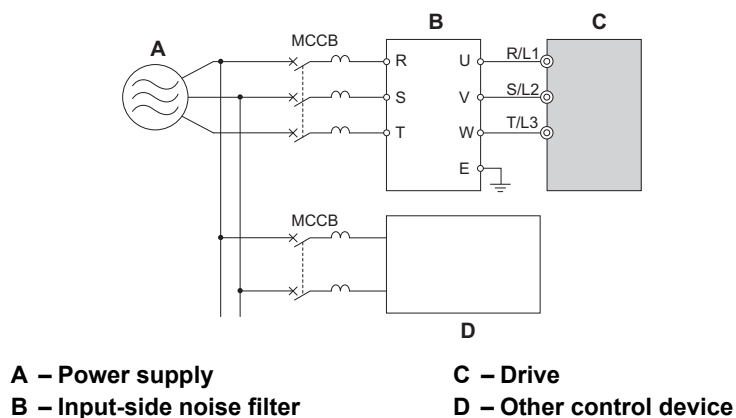 B C
A
MCCB
R U R/L1
S V S/L2
T W T/L3
E
MCCB
D
A – Power supply
B – Input-side noise filter
C – Drive
D – Other control device